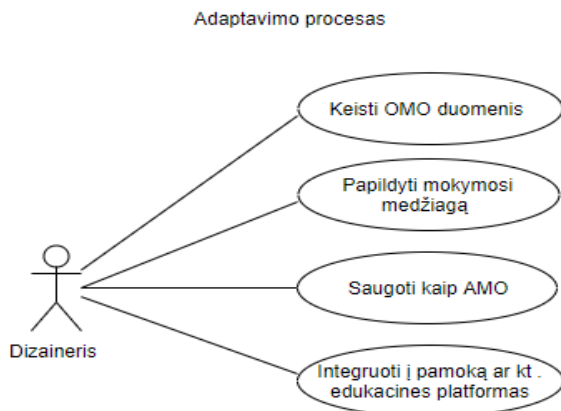 Adaptavimo procesas
Keisti OMO duomenis
Papildyti mokymosi
medžiagą
Saugoti kaip AMO
Dizaineris
Integruoti į pamoką ar kt .
edukacines platformas